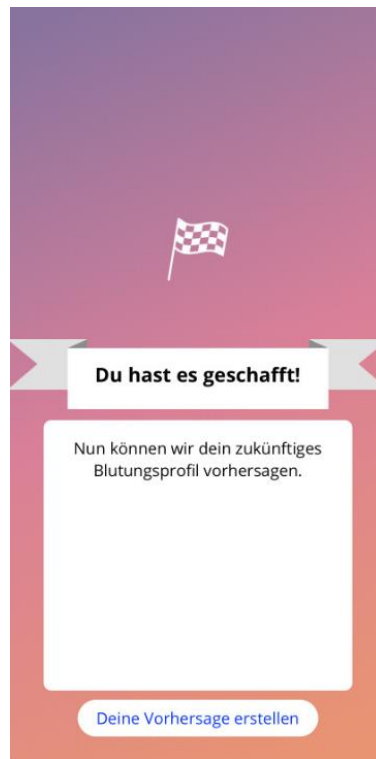 Du hast es geschafft!
Nun können wir dein zukünftiges
Blutungsprofil vorhersagen.
Deine Vorhersage erstellen